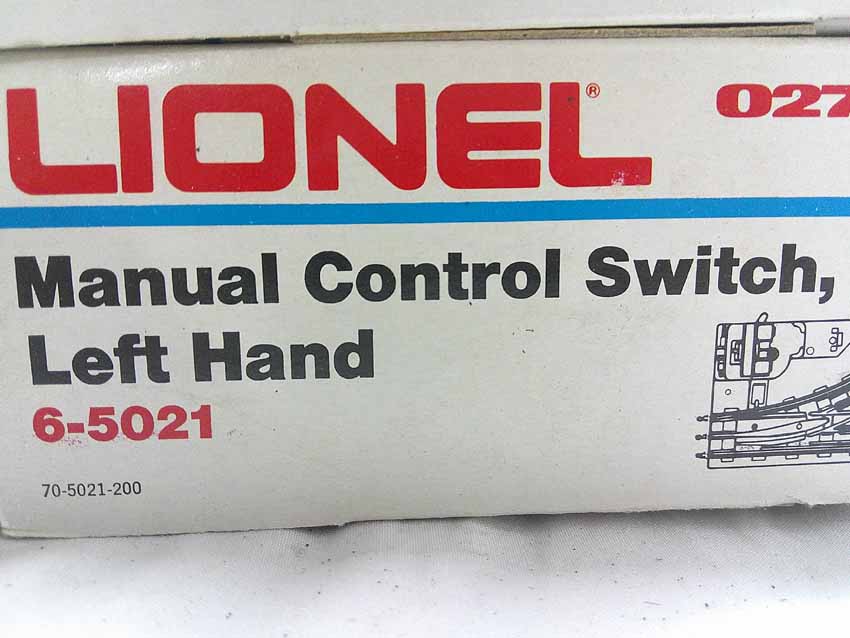 LIONEL® 027
Manual Control Switch,
Left Hand
6-5021
70-5021-200